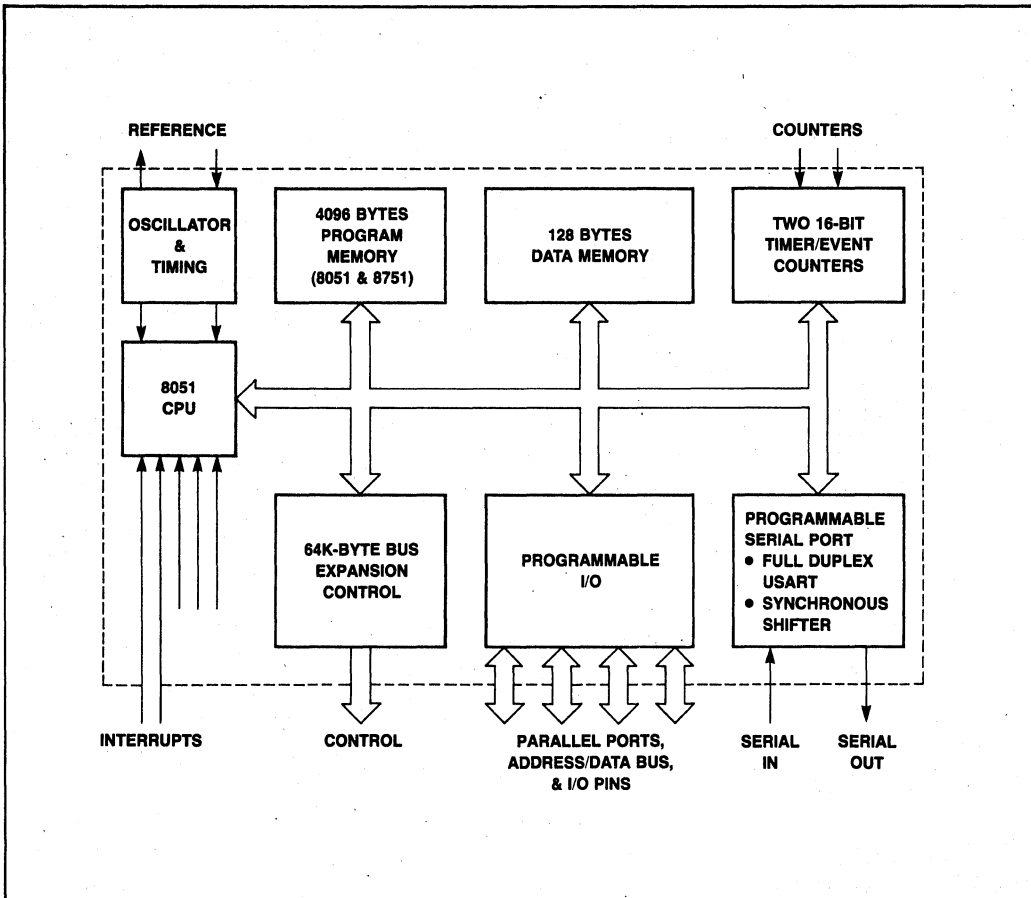 REFERENCE
COUNTERS
OSCILLATOR
&
TIMING
4096 BYTES
PROGRAM
MEMORY
(8051 & 8751)
128 BYTES
DATA MEMORY
TWO 16-BIT
TIMER/EVENT
COUNTERS
8051
CPU
64K-BYTE BUS
EXPANSION
CONTROL
PROGRAMMABLE
I/O
PROGRAMMABLE
SERIAL PORT
• FULL DUPLEX
USART
• SYNCHRONOUS
SHIFTER
INTERRUPTS
CONTROL
PARALLEL PORTS,
ADDRESS/DATA BUS,
& I/O PINS
SERIAL
IN
SERIAL
OUT